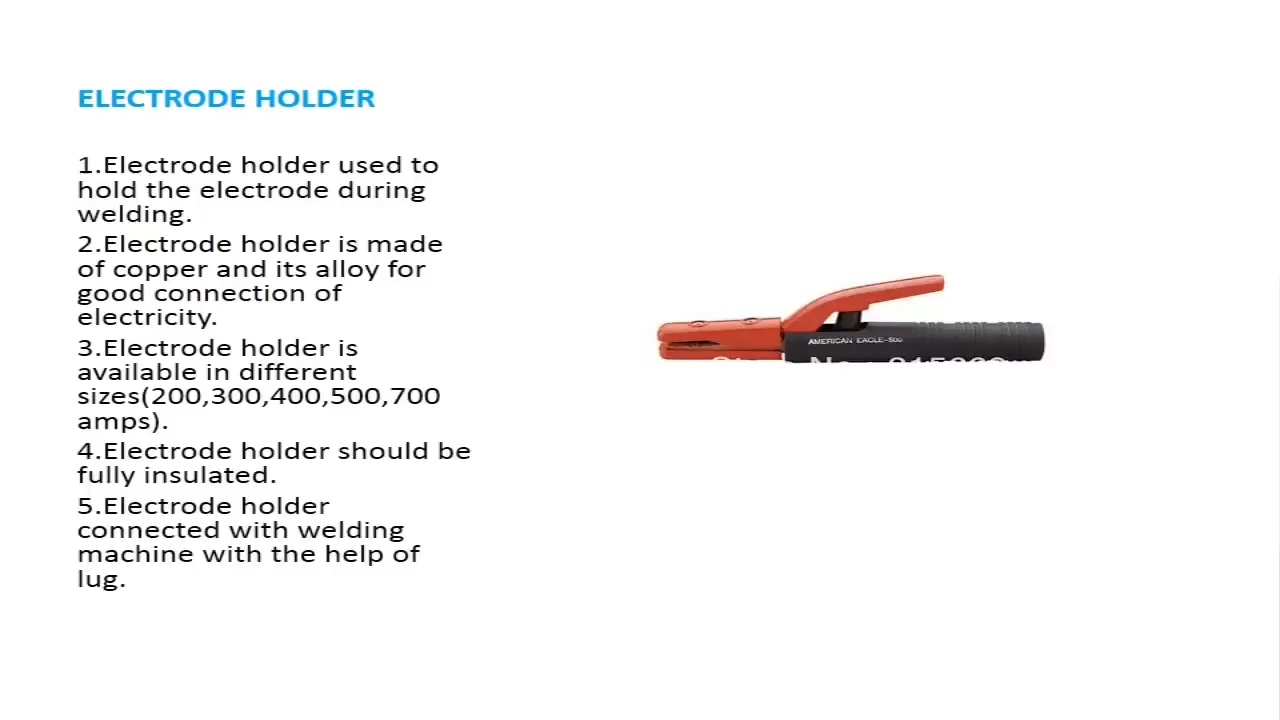 ELECTRODE HOLDER
1.Electrode holder used to
hold the electrode during
welding.
2.Electrode holder is made
of copper and its alloy for
good connection of
electricity.
3.Electrode holder is
available in different
sizes(200,300,400,500,700
amps).
4.Electrode holder should be
fully insulated.
5.Electrode holder
connected with welding
machine with the help of
lug.
AMERICAN EAGLE-500